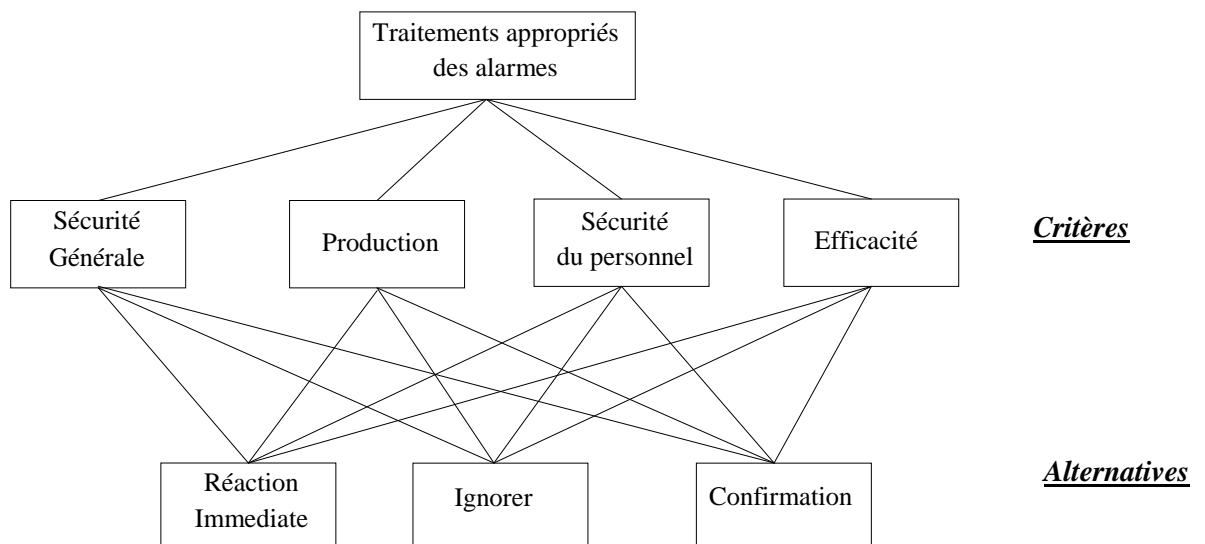 Traitements appropriés
des alarmes
Sécurité
Générale
Production
Sécurité
du personnel
Efficacité
Critères
Réaction
Immediate
Ignorer
Confirmation
Alternatives